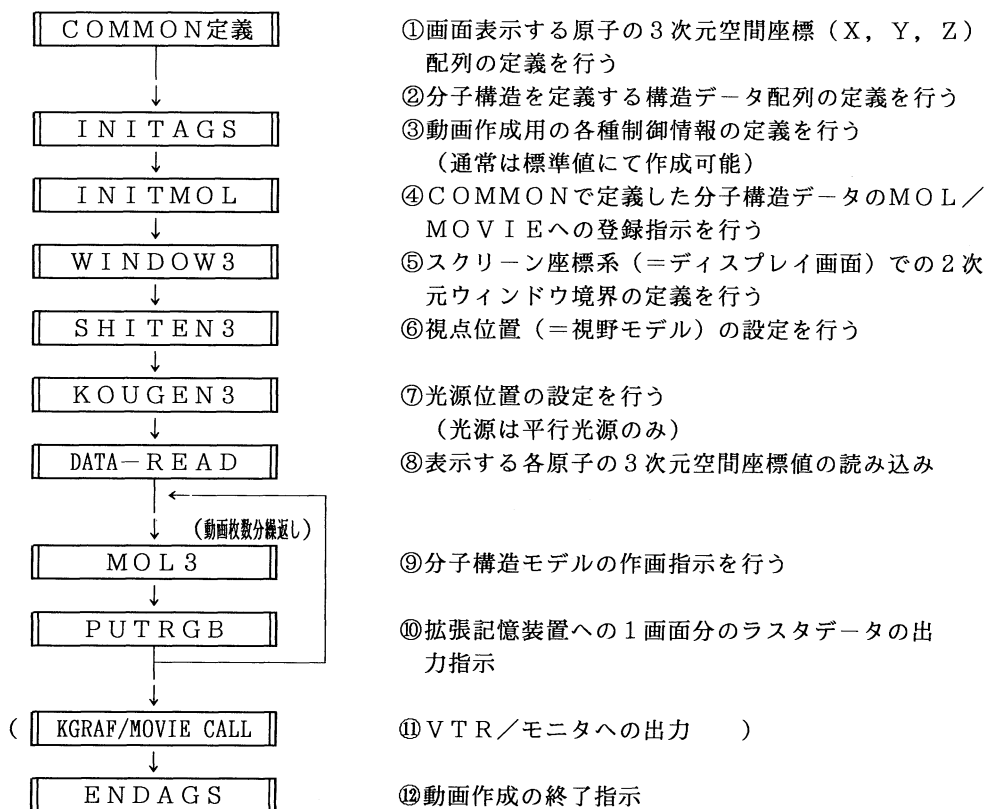 COMMON定義
①画面表示する原子の3次元空間座標(X,Y,Z)
配列の定義を行う
②分子構造を定義する構造データ配列の定義を行う
INITAGS
③動画作成用の各種制御情報の定義を行う
(通常は標準値にて作成可能)
INITMOL
④COMMONで定義した分子構造データのMOL/
MOVIEへの登録指示を行う
WINDOW3
⑤スクリーン座標系(=ディスプレイ画面)での2次
元ウィンドウ境界の定義を行う
SHITEN3
⑥視点位置(=視野モデル)の設定を行う
KOUGEN3
⑦光源位置の設定を行う
(光源は平行光源のみ)
DATA-READ
⑧表示する各原子の3次元空間座標値の読み込み
(動画枚数分繰返し)
MOL3
⑨分子構造モデルの作画指示を行う
PUTRGB
⑩拡張記憶装置への1画面分のラスタデータの出
力指示
( KGRAF/MOVIE CALL
⑪VTR/モニタへの出力 )
ENDAGS
⑫動画作成の終了指示